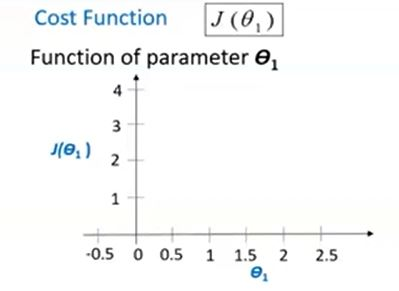 Cost Function J(θ₁)
Function of parameter Θ₁
4
3
J(Θ₁) 2
1
-0.5 0 0.5 1 1.5 2 2.5
Θ₁